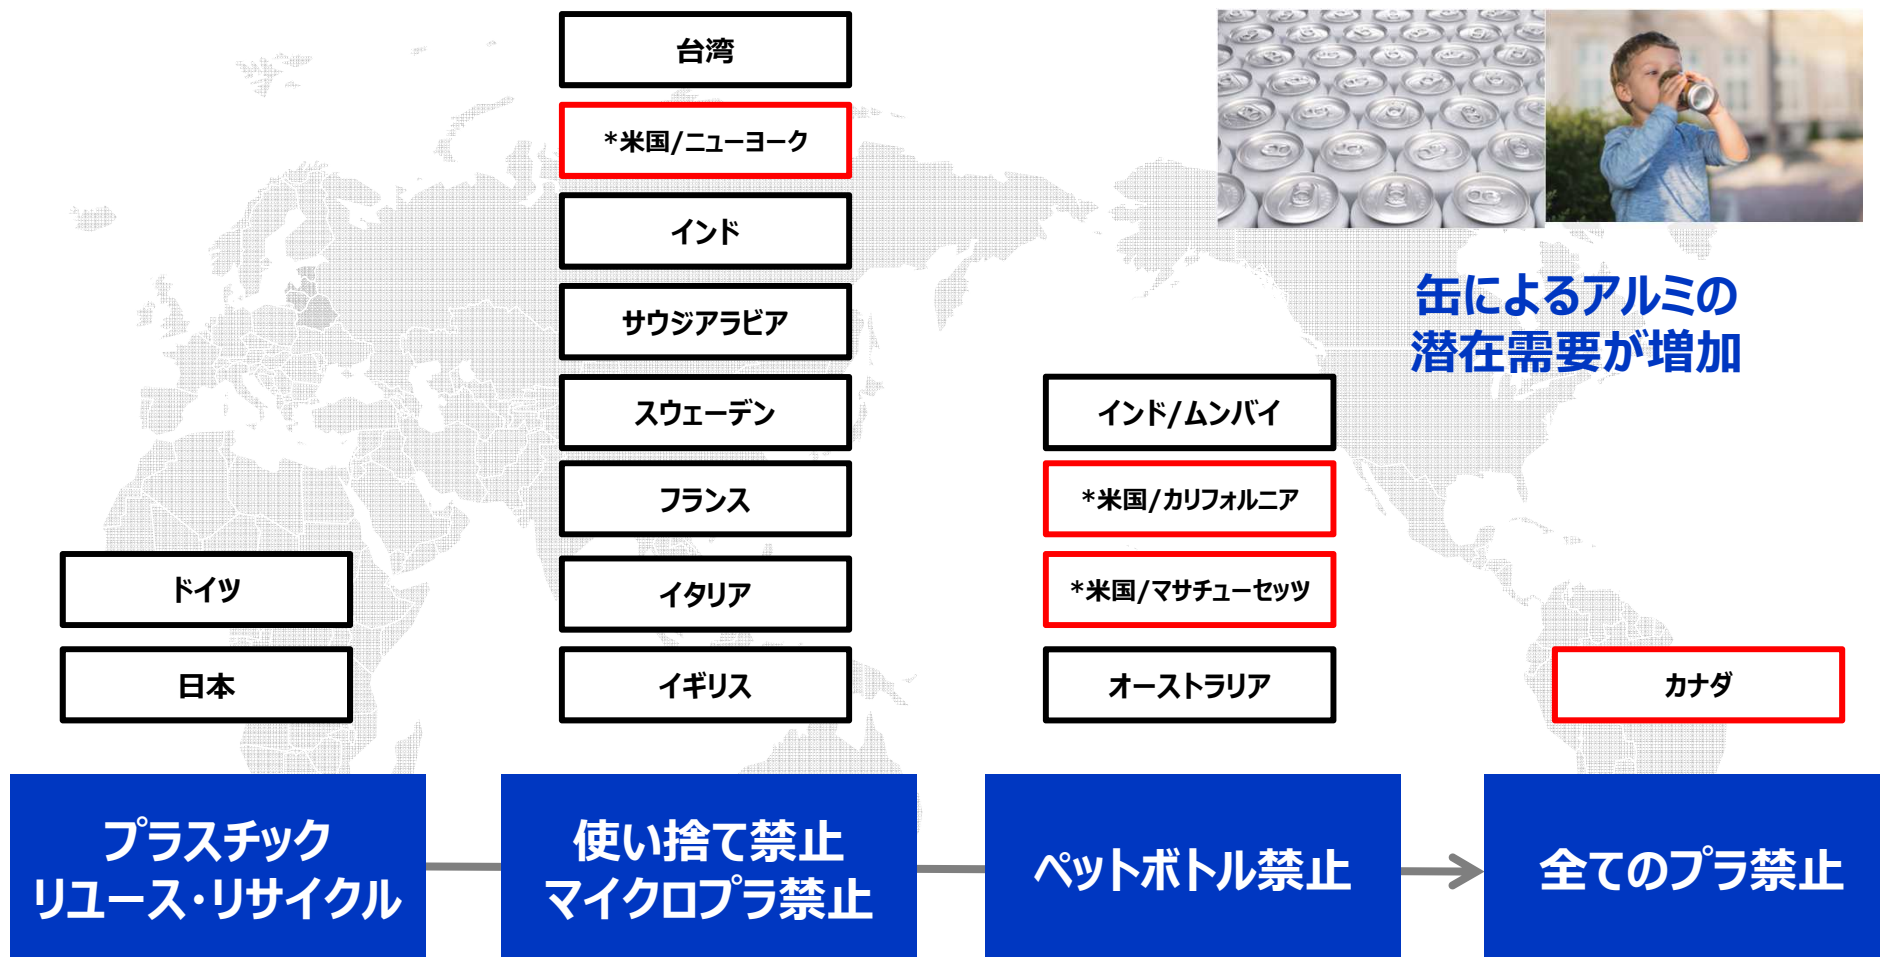 台湾
*米国/ニューヨーク
インド
サウジアラビア
スウェーデン
フランス
イタリア
イギリス
ドイツ
日本
インド/ムンバイ
*米国/カリフォルニア
*米国/マサチューセッツ
オーストラリア
カナダ
缶によるアルミの
潜在需要が増加
プラスチック
リユース・リサイクル
使い捨て禁止
マイクロプラ禁止
ペットボトル禁止
全てのプラ禁止